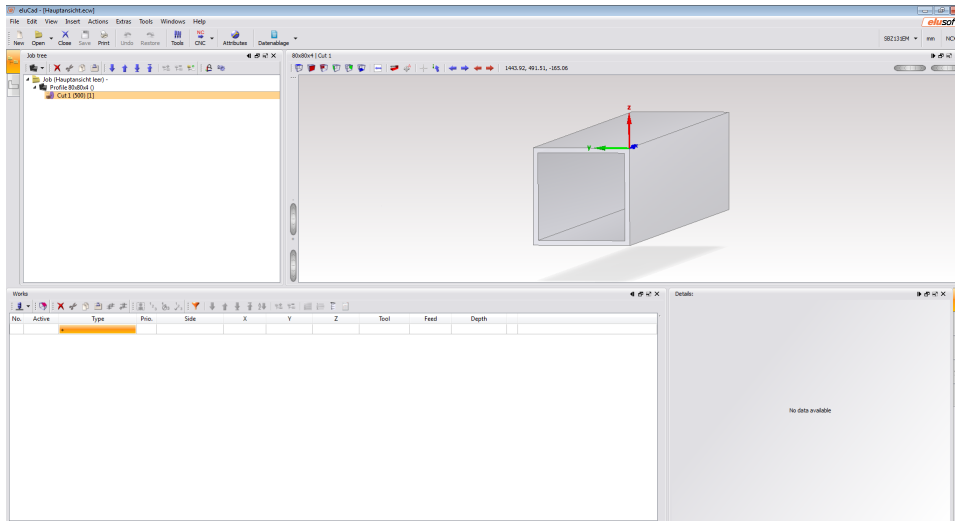 eluCad - [Hauptansicht.ecw]
File Edit View Insert Actions Extras Tools Windows Help
elusoft
New Open Close Save Print Undo Restore Tools CNC Attributes Datenablage
NC
SBZ131EM mm
Job tree
80x80x4 | Cut 1
1443.92, 491.51, -165.06
Job (Hauptansicht leer) -
Profile 80x80x4 ()
Cut 1 (500) [1]
Z
Y
Works
Details:
No. Active Type Prio. Side X Y Z Tool Feed Depth
No data available